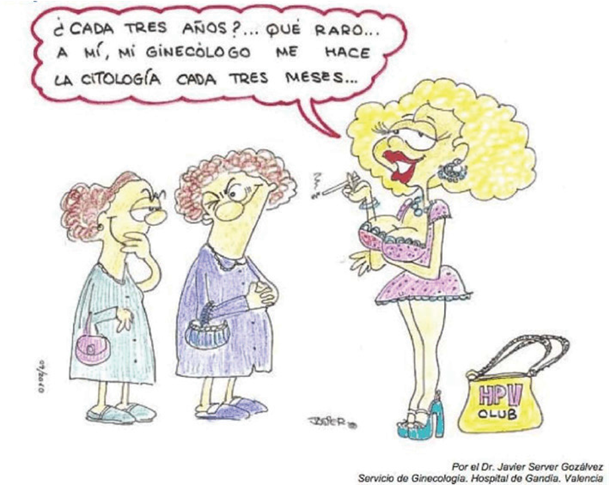 ¿CADA TRES AÑOS?... QUÉ RARO...
A MÍ, MI GINECÓLOGO ME HACE
LA CITOLOGÍA CADA TRES MESES...
HPV
CLUB
JAVIER
Por el Dr. Javier Server Gozálvez
Servicio de Ginecología. Hospital de Gandía. Valencia